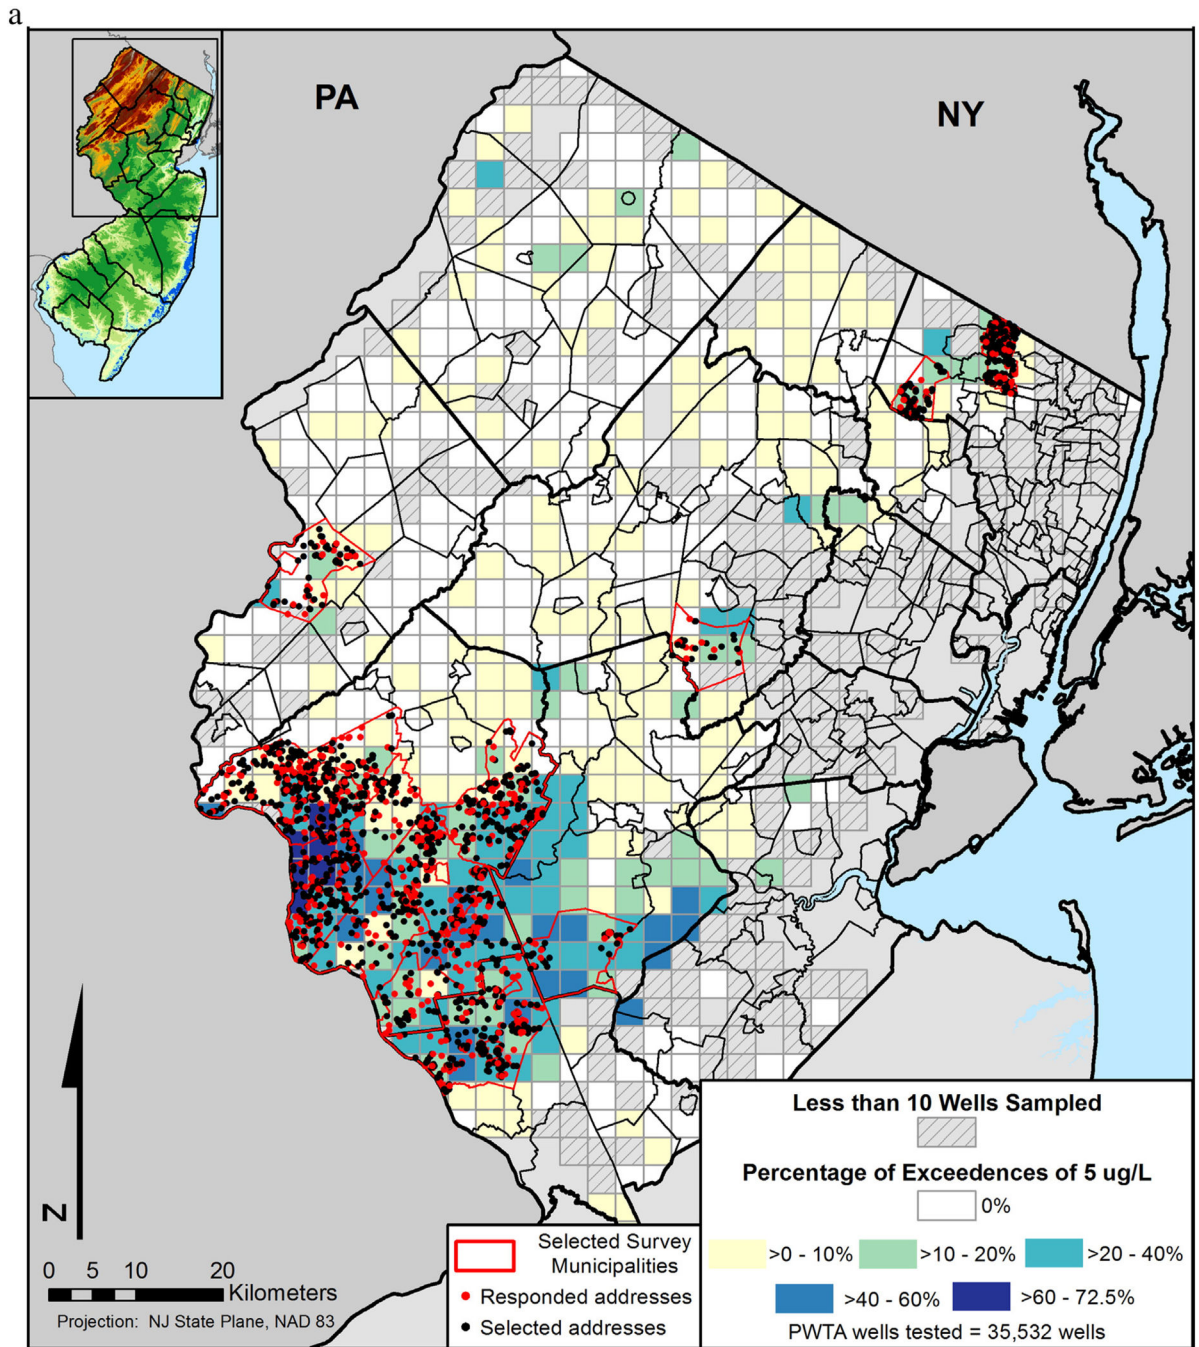 a
PA
NY
N
0 5 10 20
Kilometers
Projection: NJ State Plane, NAD 83
Selected Survey
Municipalities
Responded addresses
Selected addresses
Less than 10 Wells Sampled
Percentage of Exceedences of 5 ug/L
0%
>0 - 10% >10 - 20% >20 - 40%
>40 - 60% >60 - 72.5%
PWTA wells tested = 35,532 wells